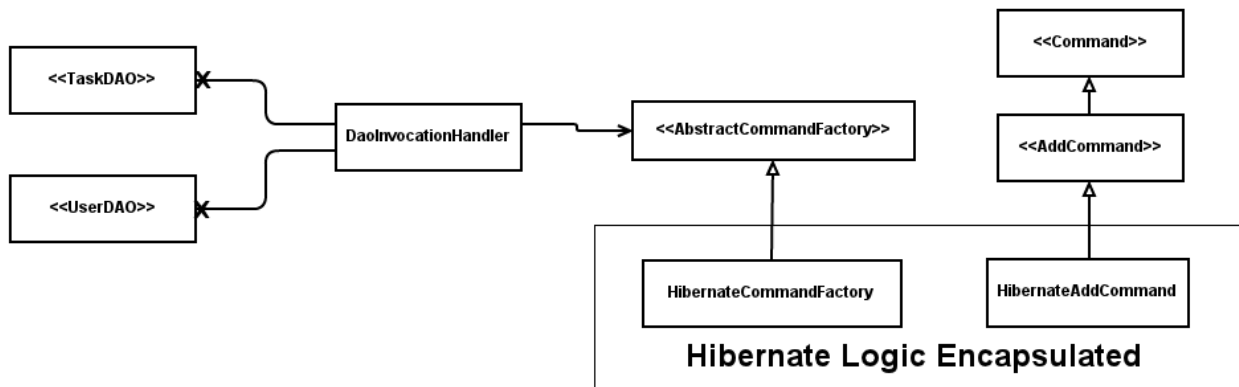 <<Command>>
<<TaskDAO>>
DaoInvocationHandler
<<AbstractCommandFactory>>
<<AddCommand>>
<<UserDAO>>
HibernateCommandFactory
HibernateAddCommand
Hibernate Logic Encapsulated